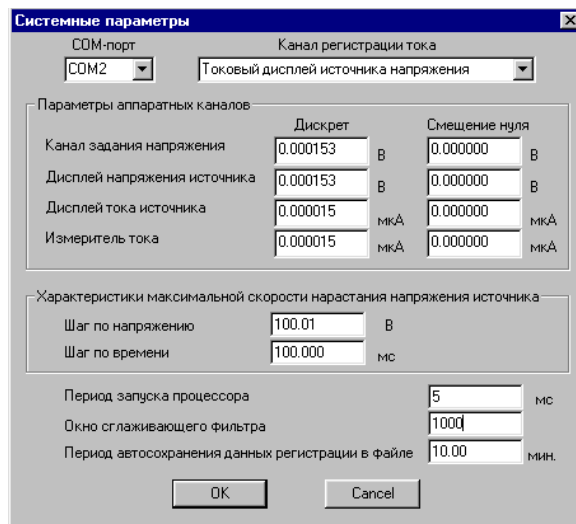 Системные параметры
COM-порт Канал регистрации тока
COM2 Токовый дисплей источника напряжения
Параметры аппаратных каналов
Дискрет Смещение нуля
Канал задания напряжения 0.000153 В 0.000000 В
Дисплей напряжения источника 0.000153 В 0.000000 В
Дисплей тока источника 0.000015 мкА 0.000000 мкА
Измеритель тока 0.000015 мкА 0.000000 мкА
Характеристики максимальной скорости нарастания напряжения источника
Шаг по напряжению 100.01 В
Шаг по времени 100.000 мс
Период запуска процессора 5 мс
Окно сглаживающего фильтра 1000
Период автосохранения данных регистрации в файле 10.00 мин.
OK Cancel